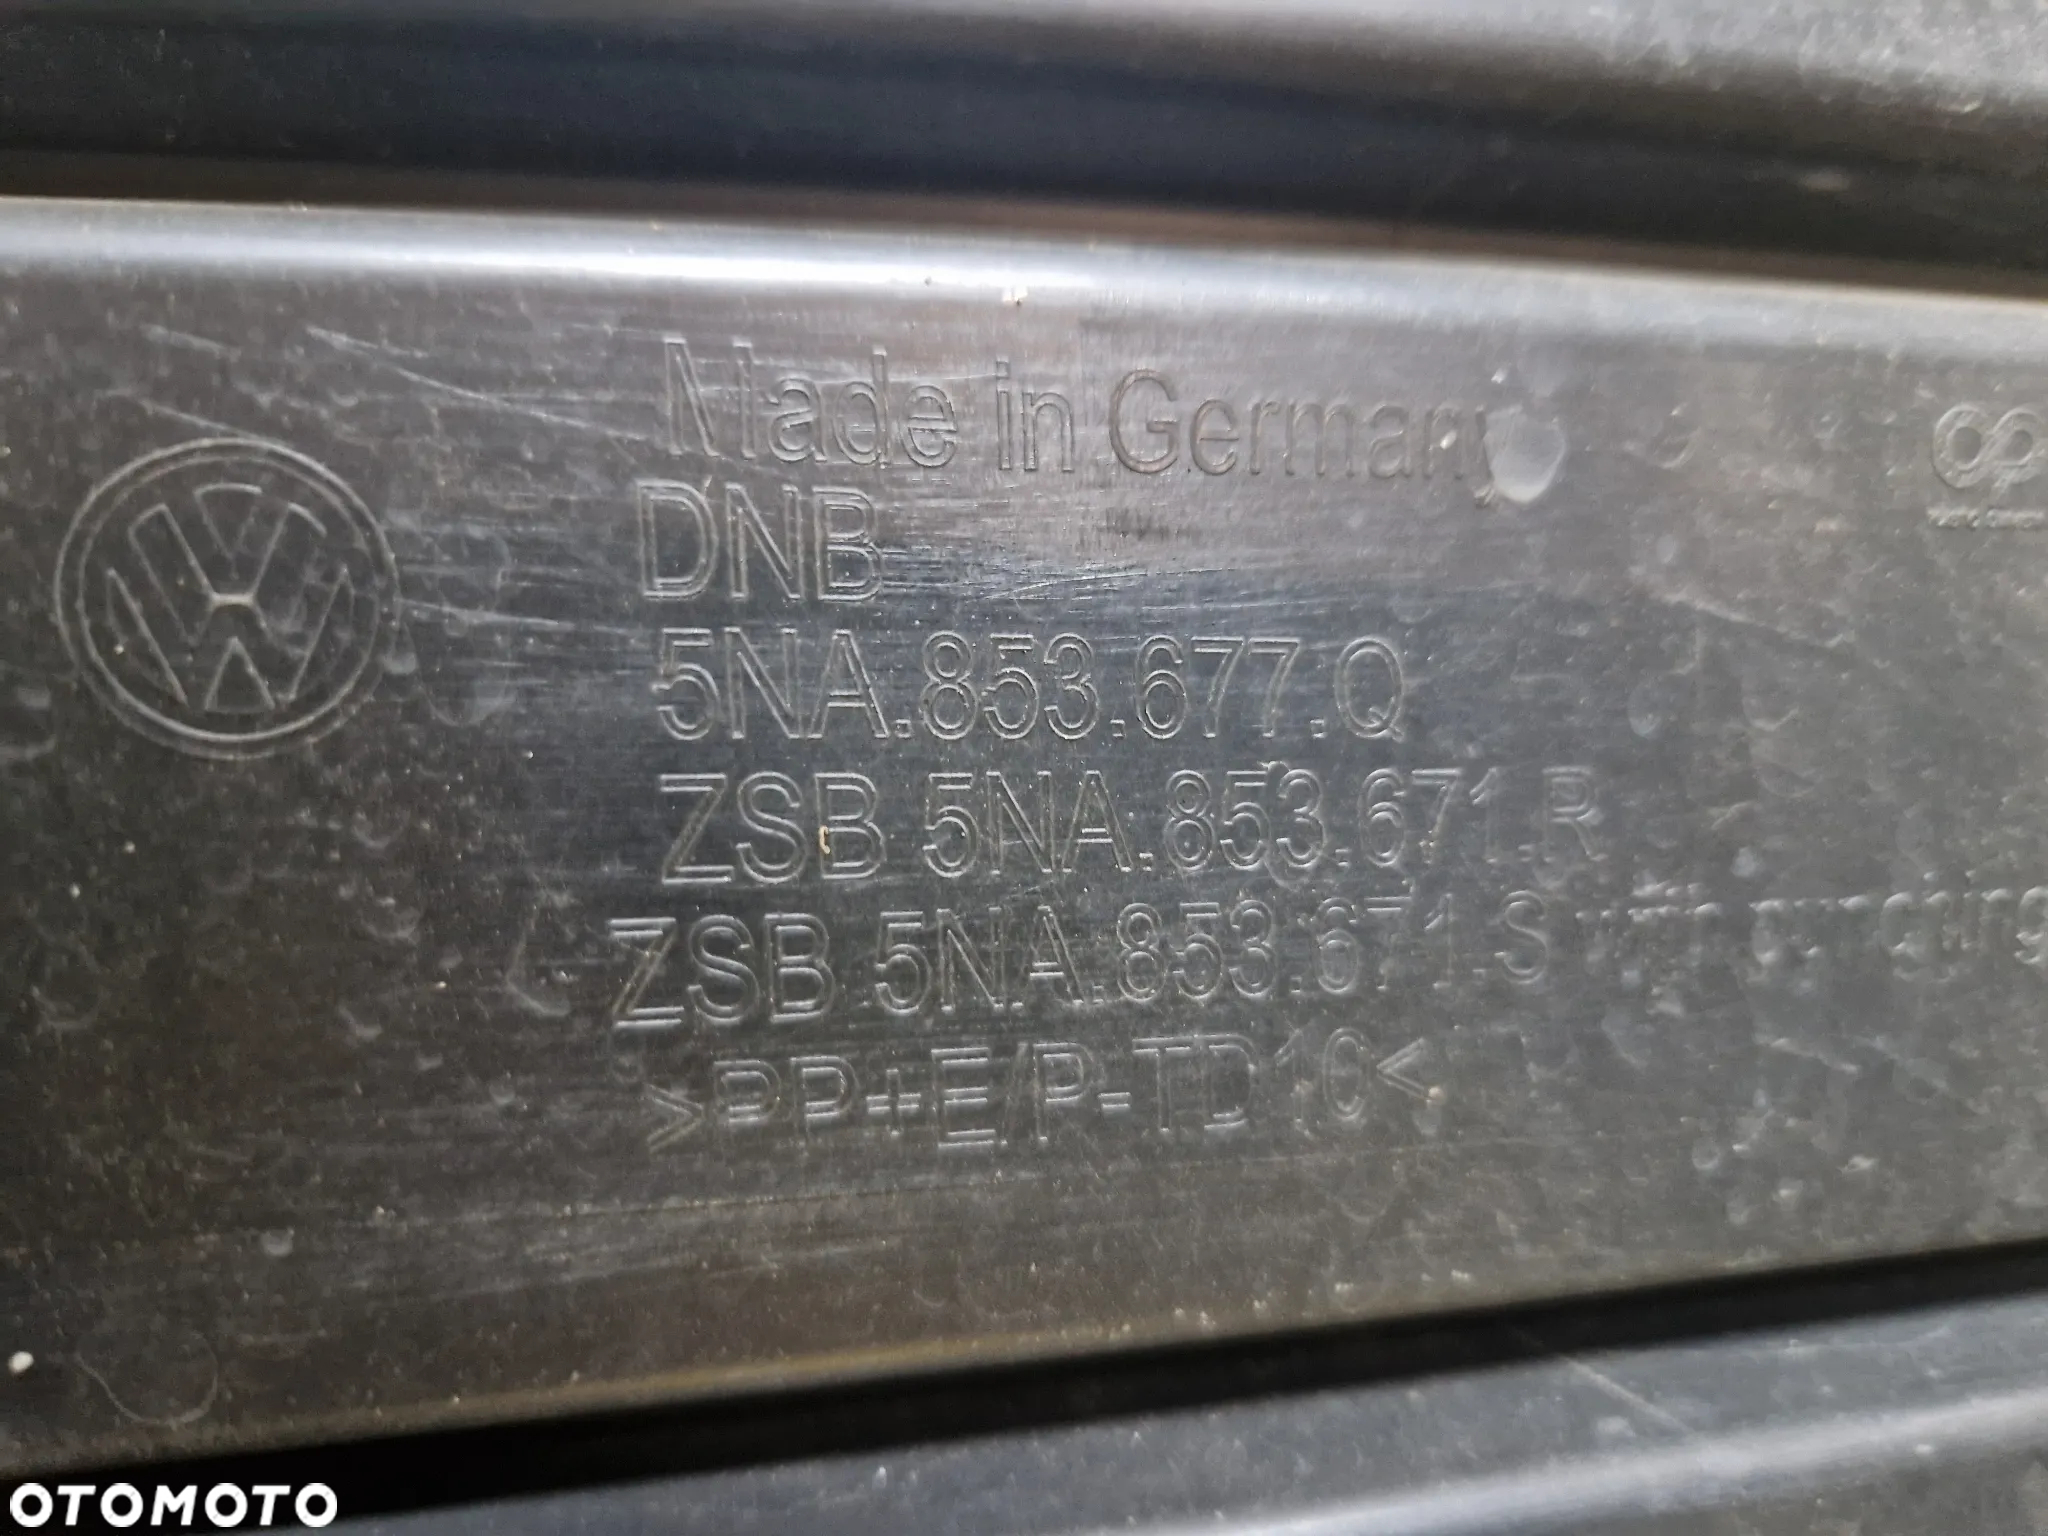 Made in Germany
DNB
5NA.853.677.Q
ZSB 5NA.853.671.R
ZSB 5NA.853.671.S
>PP+E/P-TD10<
OTOMOTO